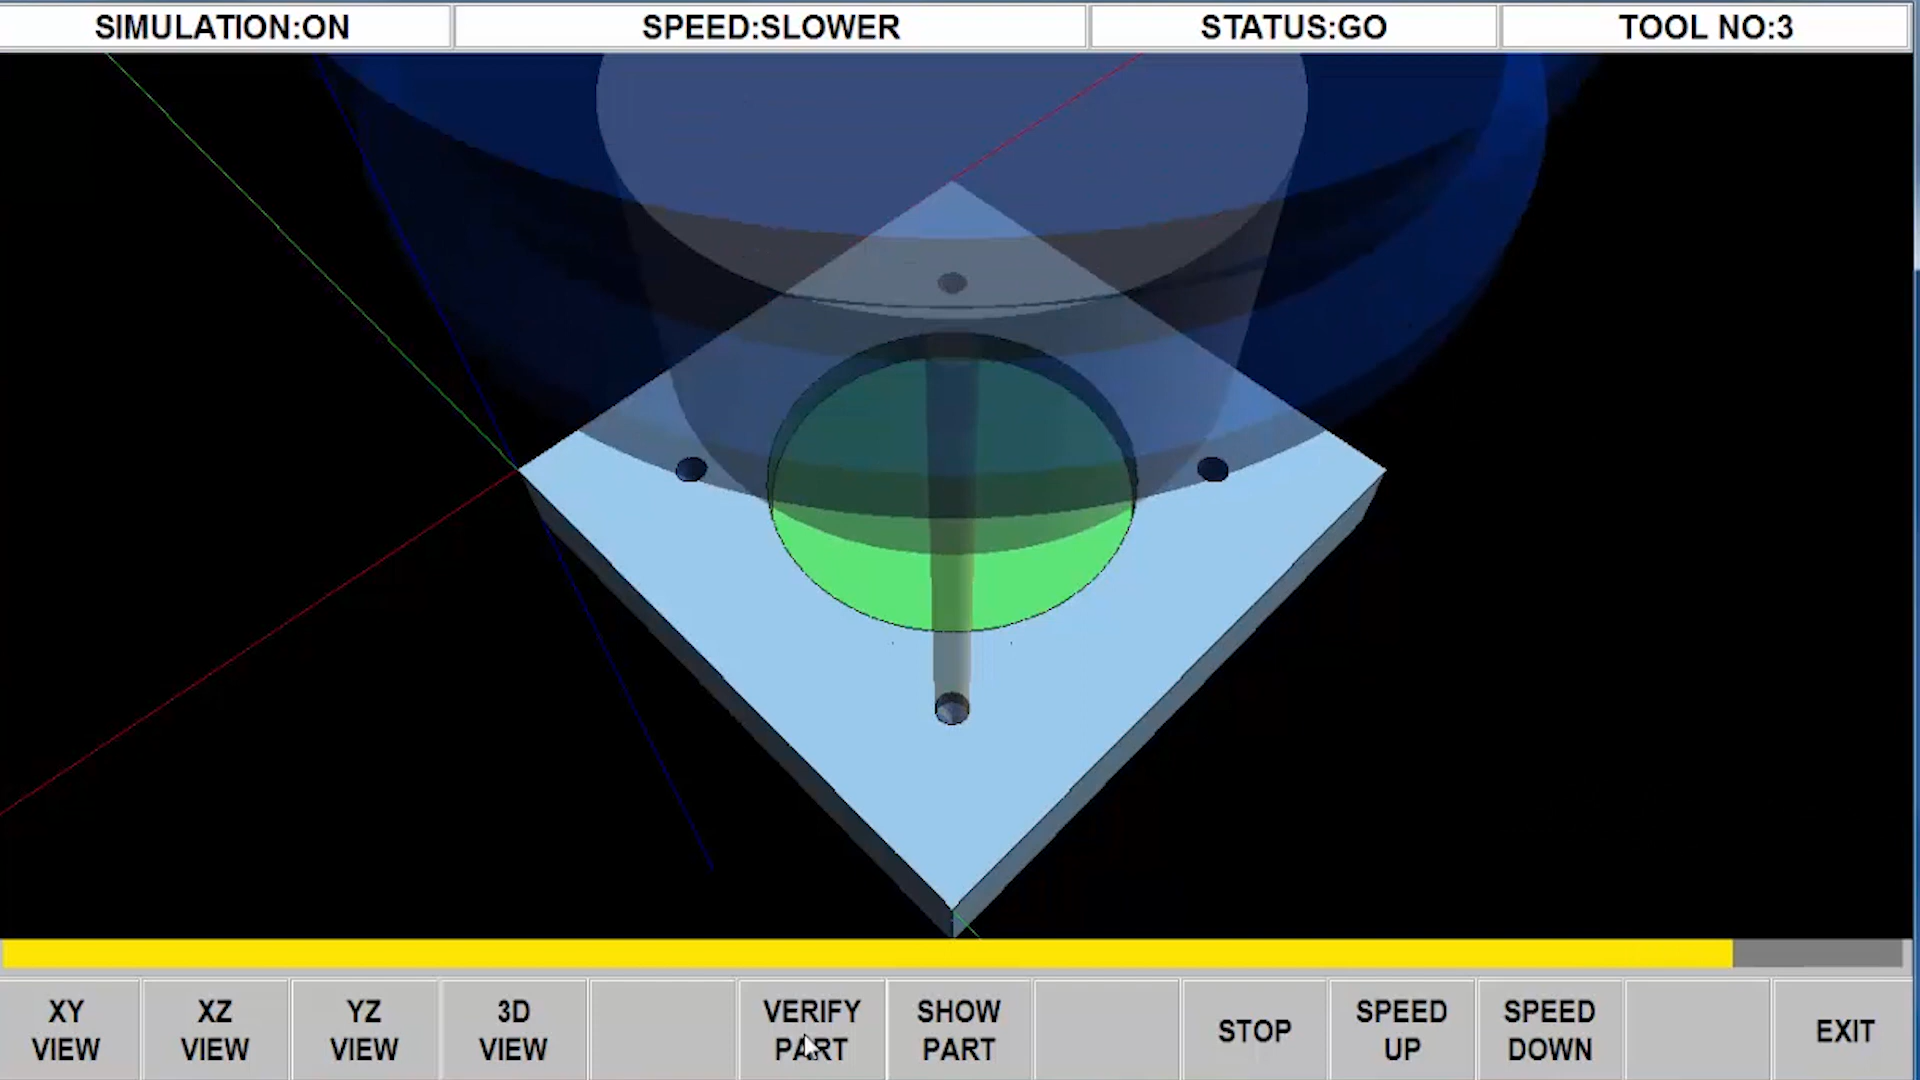 SIMULATION:ON
SPEED:SLOWER
STATUS:GO
TOOL NO:3
XY
VIEW
XZ
VIEW
YZ
VIEW
3D
VIEW
VERIFY
PART
SHOW
PART
STOP
SPEED
UP
SPEED
DOWN
EXIT